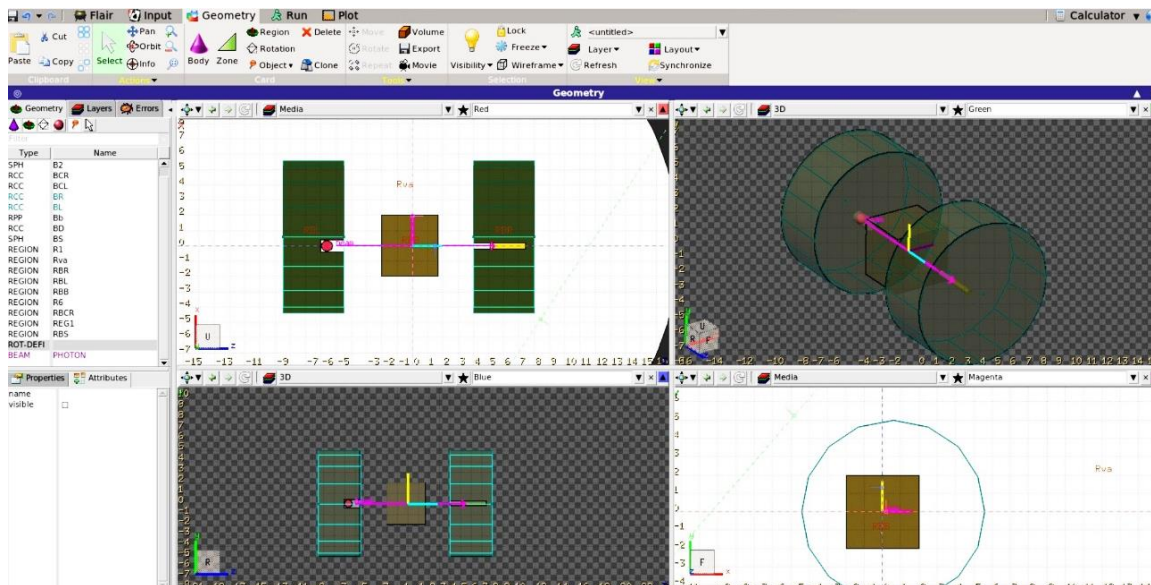 Flair Input Geometry Run Plot Calculator
Paste Cut Copy
Clipboard
Select Pan Orbit Info
Actions
Body Zone Region Rotation Object Delete Clone
Card
Move Rotate Repeat Volume Export Movie
Tools
Visibility Lock Freeze Wireframe
Selection
<untitled>
Layer Layout
Refresh Synchronize
View
Geometry
Geometry Layers Errors
Type Name
SPH B2
RCC BCR
RCC BCL
RCC BR
RCC BL
RPP Bb
RCC BD
SPH BS
REGION R1
REGION Rva
REGION RBR
REGION RBL
REGION RBB
REGION R6
REGION RBCR
REGION REG1
REGION RBS
ROT-DEFI
BEAM PHOTON
Properties Attributes
name
visible
Media Red
Rva
U
3D Green
U
R F
3D Blue
R
Media Magenta
Rva
F